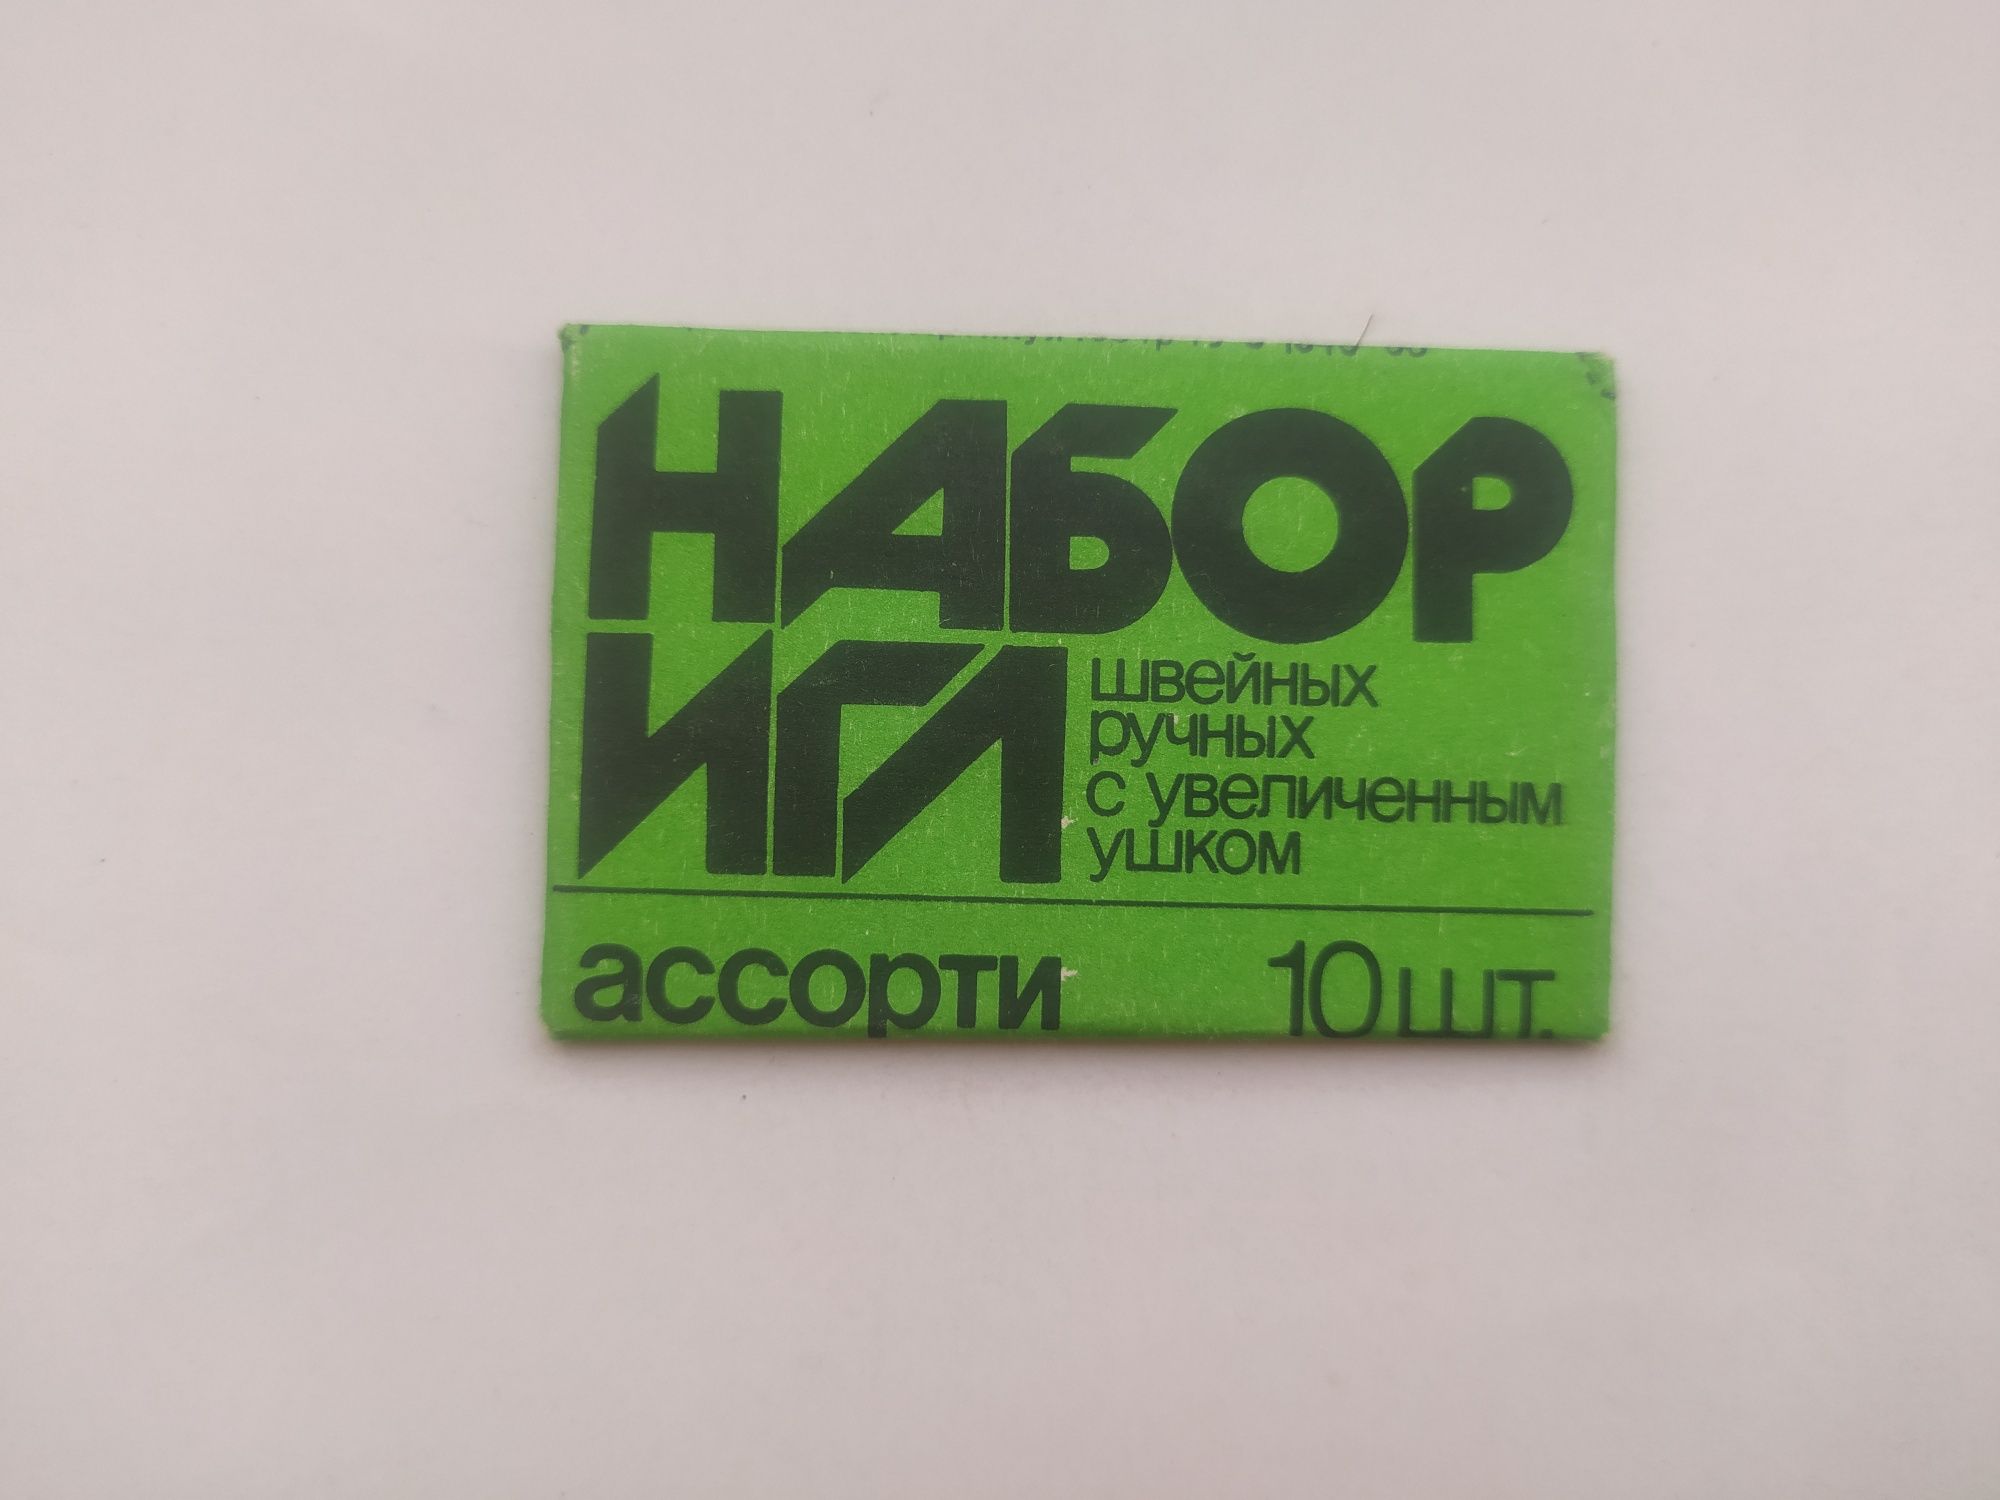 НАБОР
ИГЛ
швейных
ручных
с увеличенным
ушком
ассорти 10 шт.